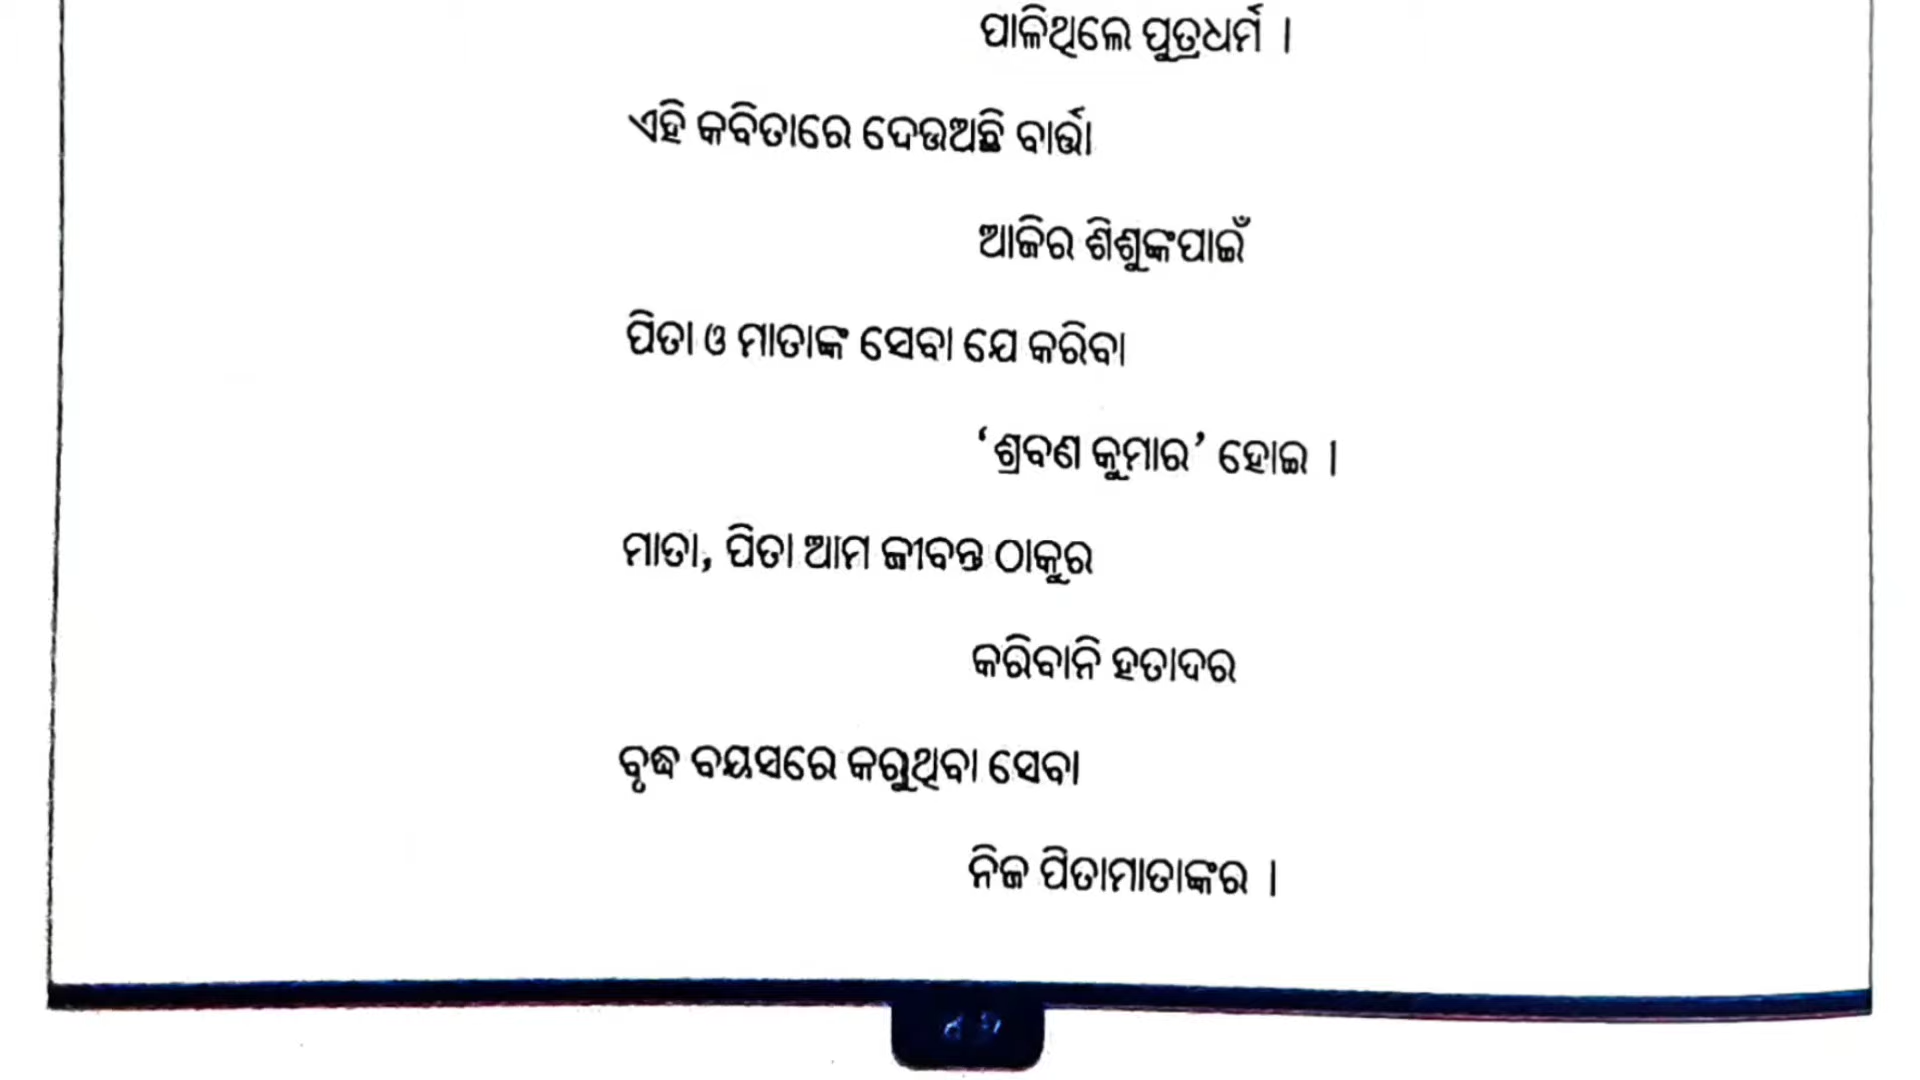 ପାଳିଥିଲେ ପୁତ୍ରଧର୍ମ ।
ଏହି କବିତାରେ ଦେଉଅଛି ବାର୍ତ୍ତା
ଆଜିର ଶିଶୁଙ୍କପାଇଁ
ପିତା ଓ ମାତାଙ୍କ ସେବା ଯେ କରିବା
‘ଶ୍ରବଣ କୁମାର’ ହୋଇ ।
ମାତା, ପିତା ଆମ ଜୀବନ୍ତ ଠାକୁର
କରିବାନି ହତାଦର
ବୃଦ୍ଧ ବୟସରେ କରୁଥିବା ସେବା
ନିଜ ପିତାମାତାଙ୍କର ।